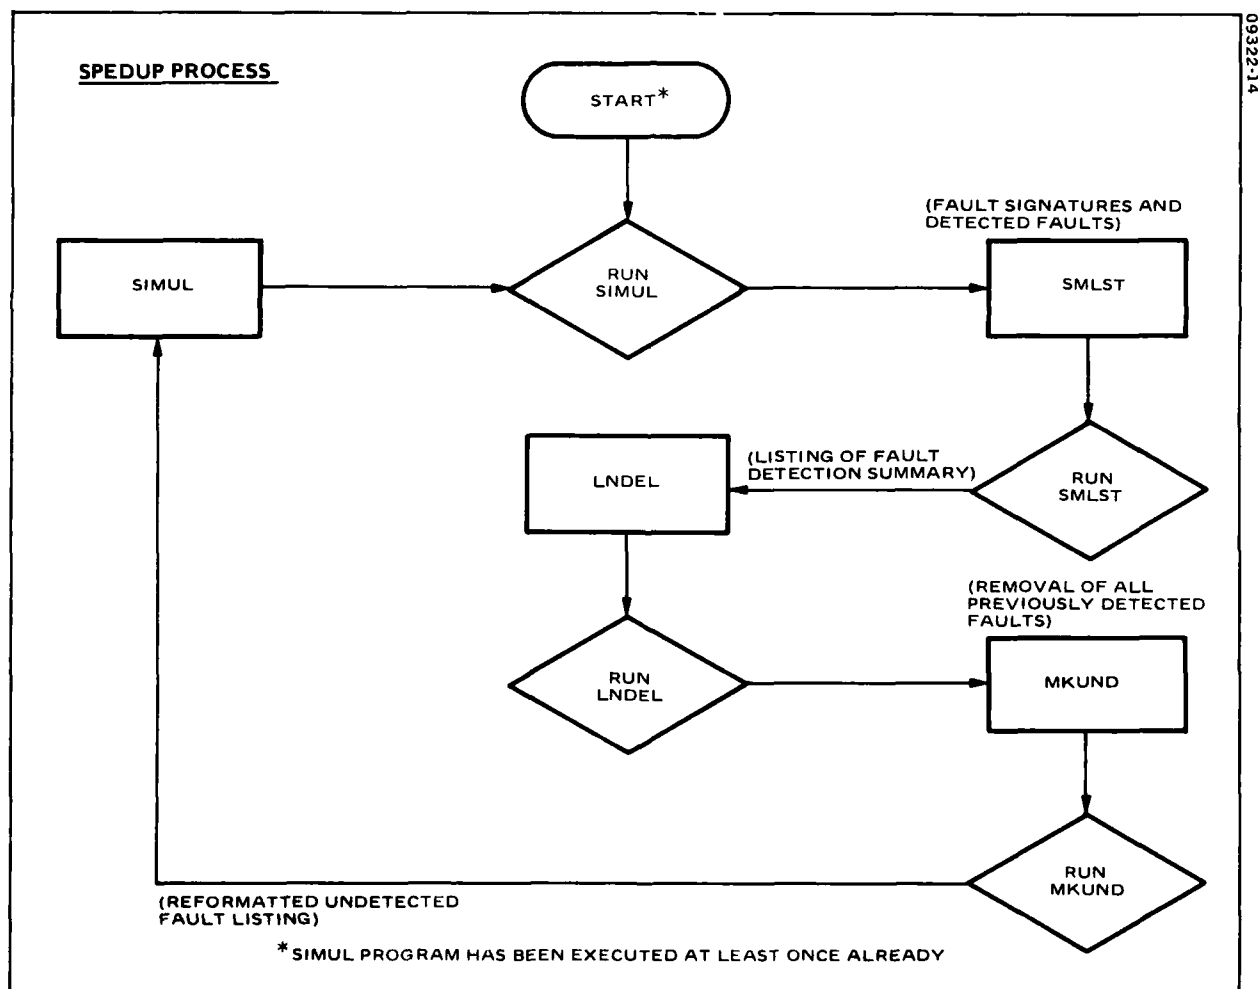 09322-14
SPEDUP PROCESS
START*
(FAULT SIGNATURES AND
DETECTED FAULTS)
SIMUL
RUN
SIMUL
SMLST
(LISTING OF FAULT
DETECTION SUMMARY)
LNDEL
RUN
SMLST
(REMOVAL OF ALL
PREVIOUSLY DETECTED
FAULTS)
RUN
LNDEL
MKUND
RUN
MKUND
(REFORMATTED UNDETECTED
FAULT LISTING)
*SIMUL PROGRAM HAS BEEN EXECUTED AT LEAST ONCE ALREADY